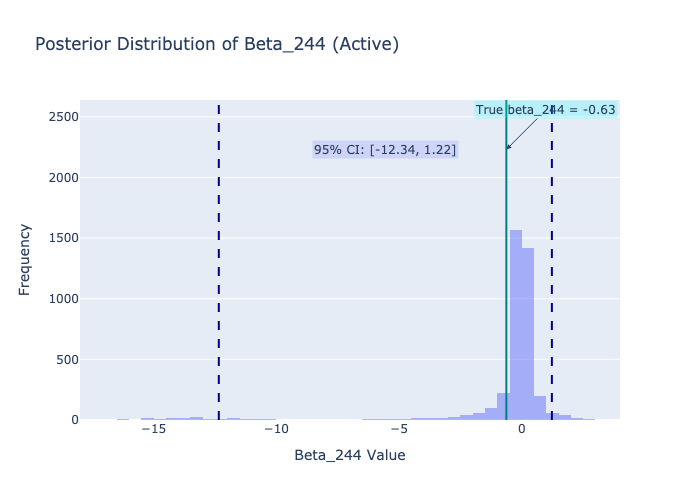 Posterior Distribution of Beta_244 (Active)
True beta_244 = -0.63
95% CI: [-12.34, 1.22]
Frequency
2500
2000
1500
1000
500
0
−15
−10
−5
0
Beta_244 Value